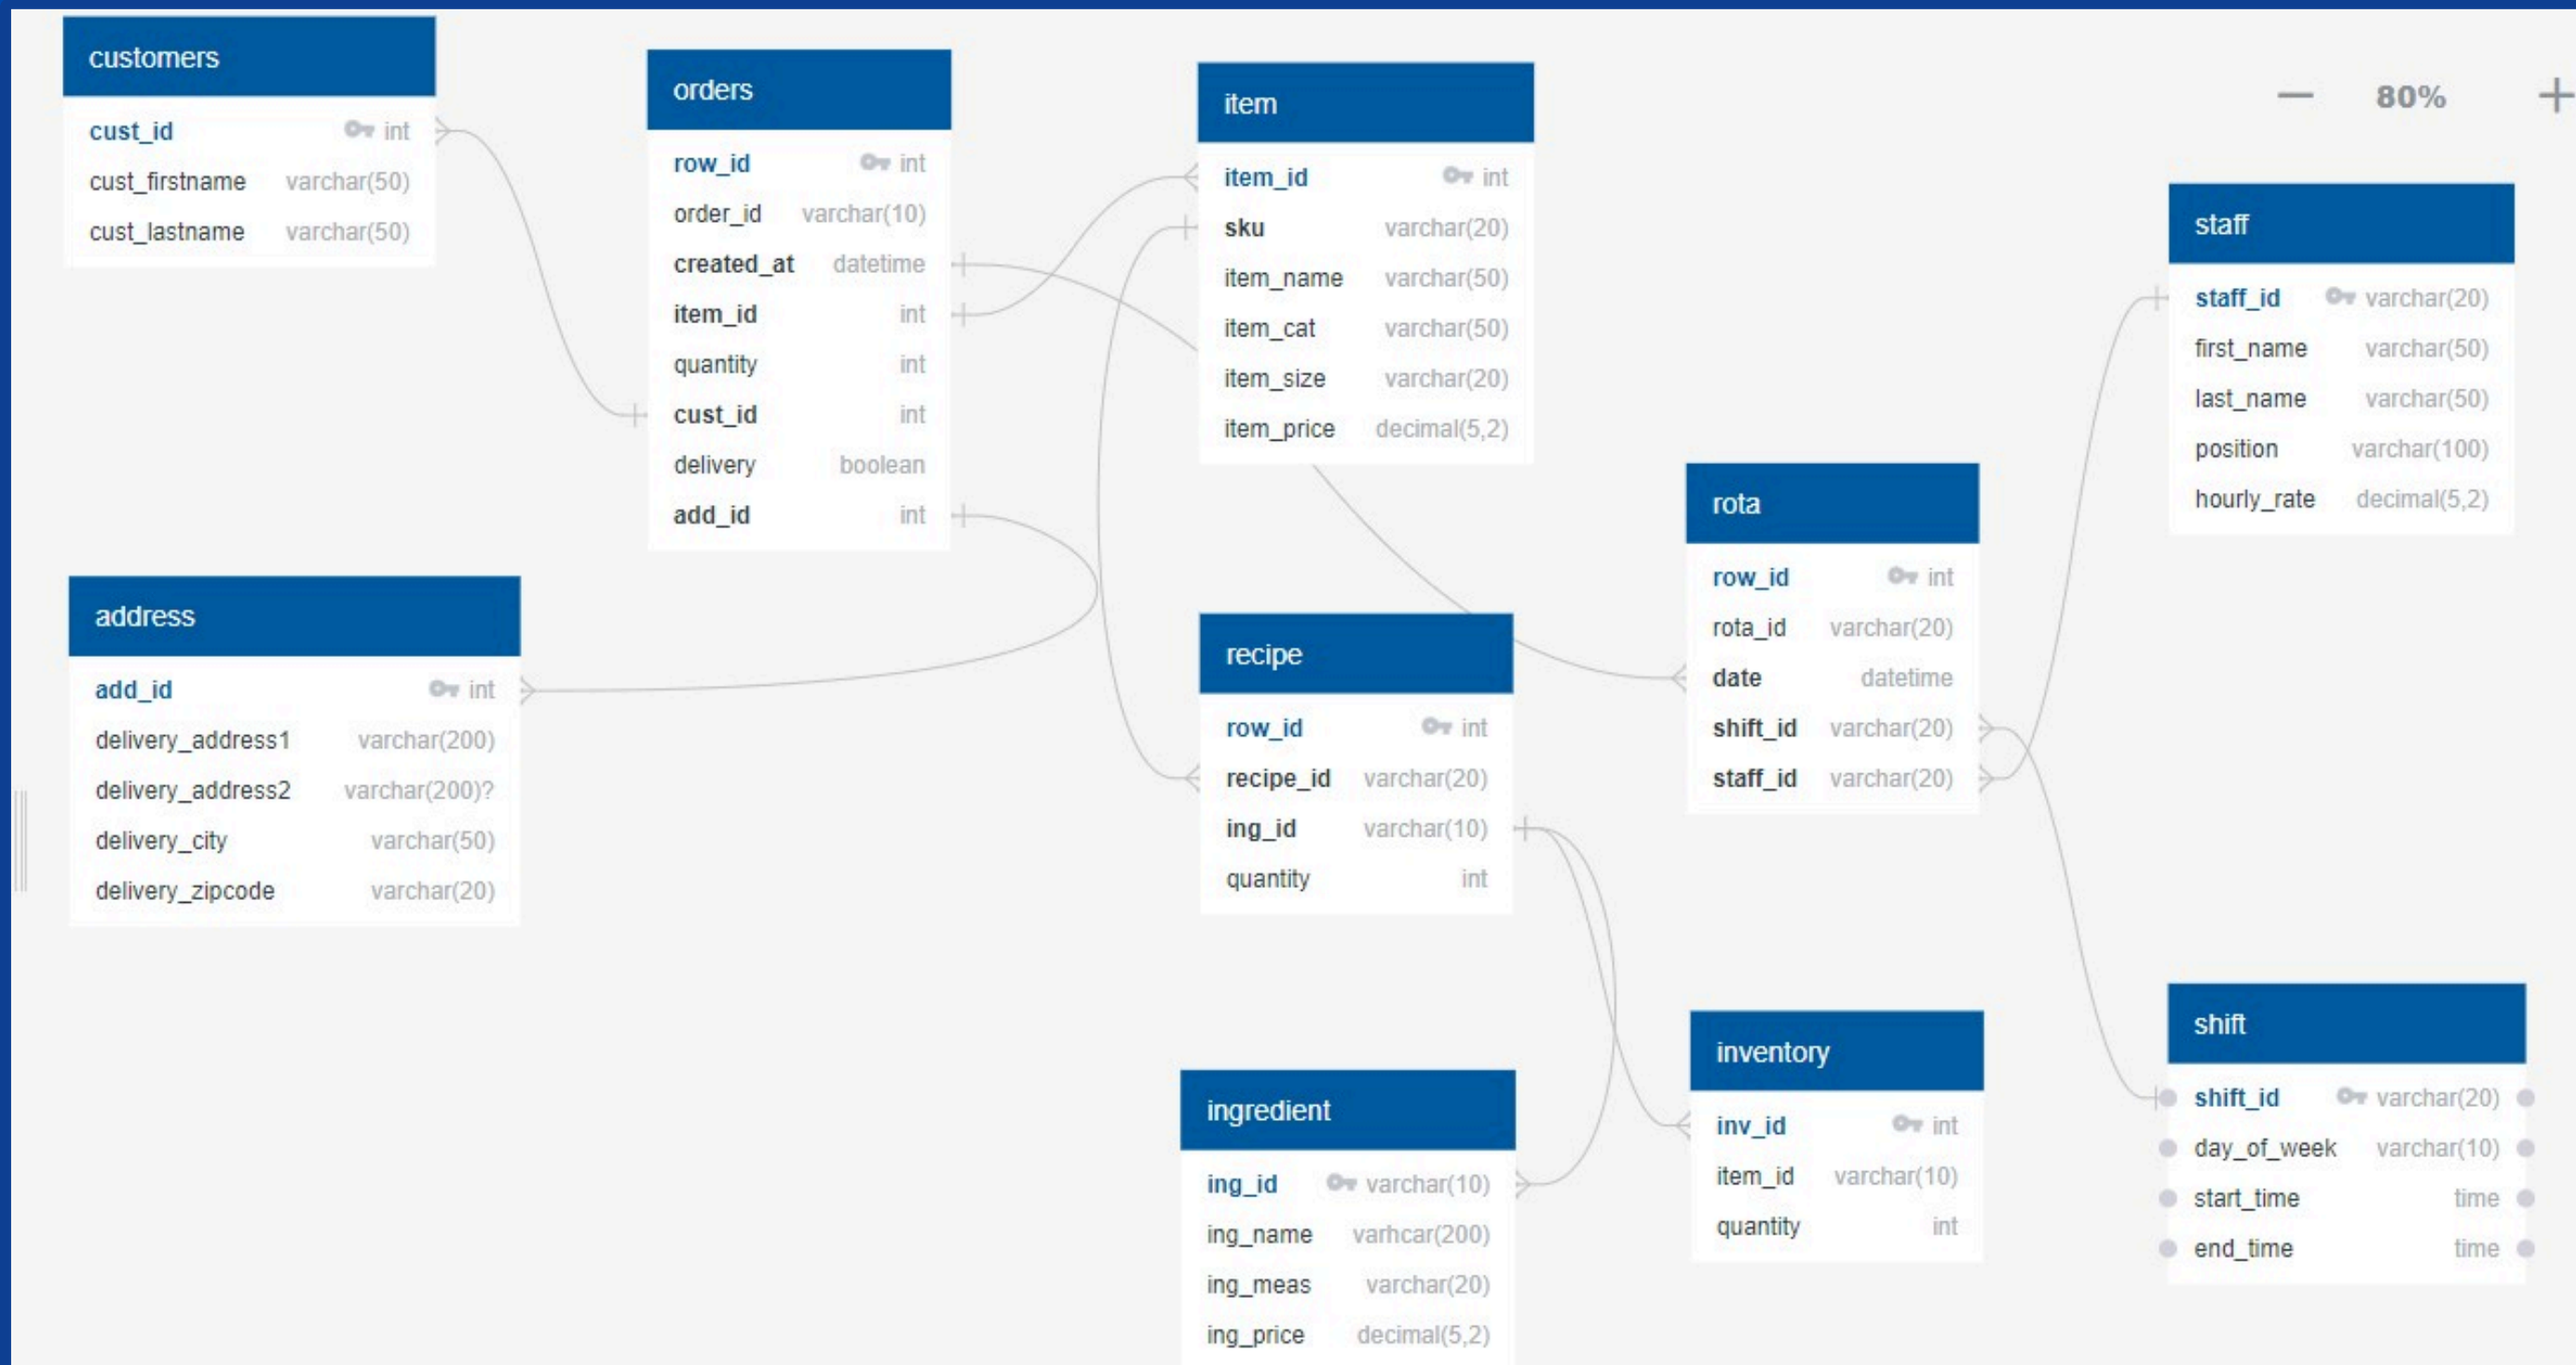 customers
cust_id int
cust_firstname varchar(50)
cust_lastname varchar(50)
orders
row_id int
order_id varchar(10)
created_at datetime
item_id int
quantity int
cust_id int
delivery boolean
add_id int
item
item_id int
sku varchar(20)
item_name varchar(50)
item_cat varchar(50)
item_size varchar(20)
item_price decimal(5,2)
− 80% +
staff
staff_id varchar(20)
first_name varchar(50)
last_name varchar(50)
position varchar(100)
hourly_rate decimal(5,2)
address
add_id int
delivery_address1 varchar(200)
delivery_address2 varchar(200)?
delivery_city varchar(50)
delivery_zipcode varchar(20)
recipe
row_id int
recipe_id varchar(20)
ing_id varchar(10)
quantity int
rota
row_id int
rota_id varchar(20)
date datetime
shift_id varchar(20)
staff_id varchar(20)
ingredient
ing_id varchar(10)
ing_name varhcar(200)
ing_meas varchar(20)
ing_price decimal(5,2)
inventory
inv_id int
item_id varchar(10)
quantity int
shift
shift_id varchar(20)
day_of_week varchar(10)
start_time time
end_time time